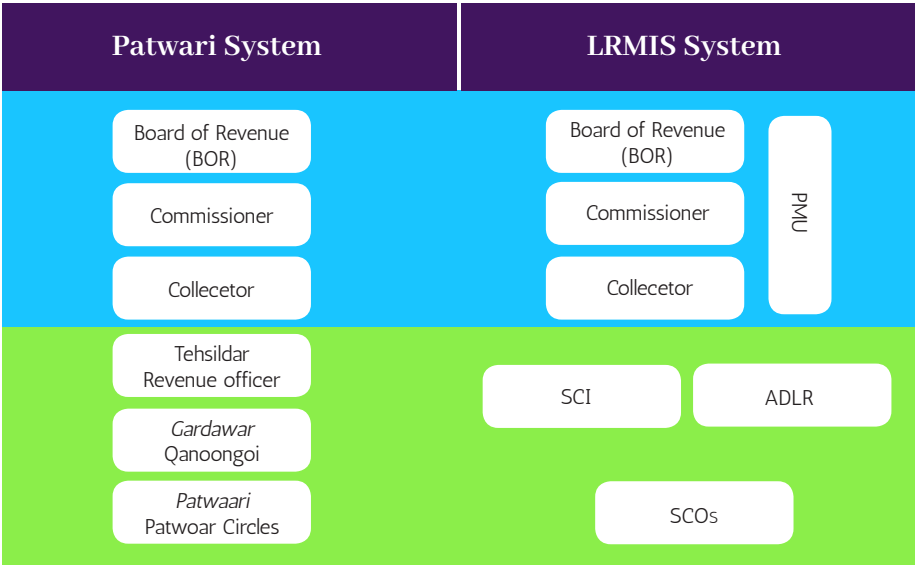 Patwari System
Board of Revenue
(BOR)
Commissioner
Collecetor
Tehsildar
Revenue officer
Gardawar
Qanoongoi
Patwaari
Patwoar Circles
LRMIS System
Board of Revenue
(BOR)
Commissioner
Collecetor
PMU
SCI
ADLR
SCOs